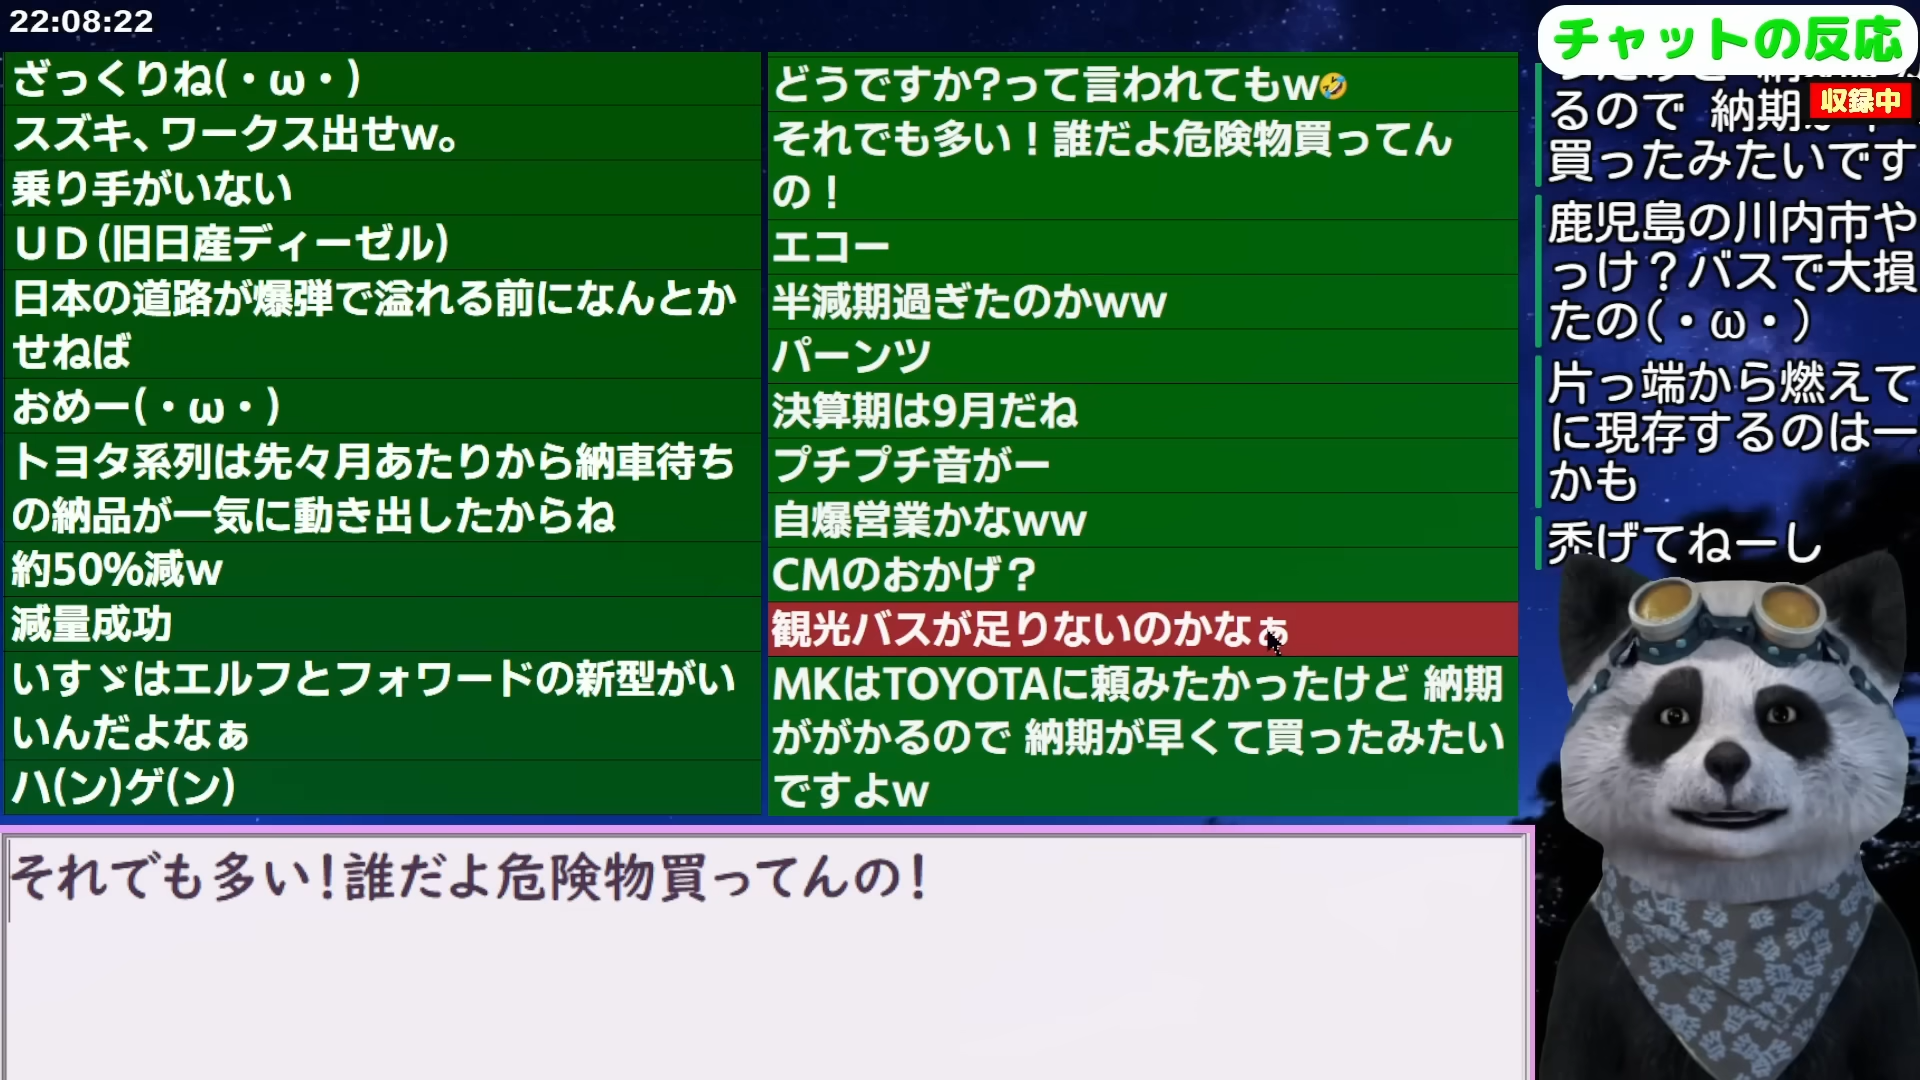 22:08:22
ざっくりね(・ω・)
スズキ、ワークス出せw。
乗り手がいない
ＵＤ(旧日産ディーゼル)
日本の道路が爆弾で溢れる前になんとか
せねば
おめー(・ω・)
トヨタ系列は先々月あたりから納車待ち
の納品が一気に動き出したからね
約50%減w
減量成功
いすゞはエルフとフォワードの新型がい
いんだよなぁ
ハ(ン)ゲ(ン)
どうですか?って言われてもw🤣
それでも多い！誰だよ危険物買ってん
の！
エコー
半減期過ぎたのかww
パーンツ
決算期は9月だね
プチプチ音がー
自爆営業かなww
CMのおかげ？
観光バスが足りないのかなぁ
MKはTOYOTAに頼みたかったけど 納期
ががかるので 納期が早くて買ったみたい
ですよw
チャットの反応
収録中
るので 納期
買ったみたいです
鹿児島の川内市や
っけ？バスで大損
たの(・ω・)
片っ端から燃えて
に現存するのは一
かも
禿げてねーし
それでも多い！誰だよ危険物買ってんの！